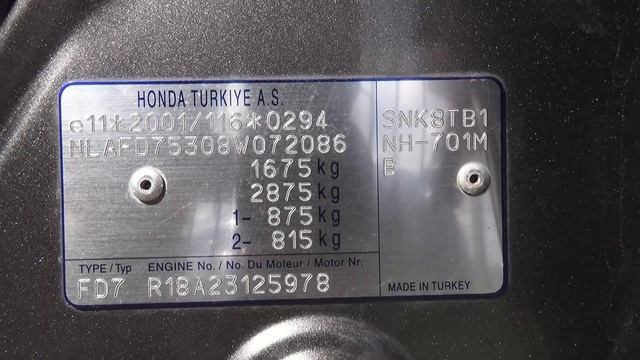 HONDA TURKIYE A.S.
e11*2001/116*0294
NLAFD75308W072086
1675 kg
2875 kg
1- 875 kg
2- 815 kg
TYPE / Typ ENGINE No. / No. Du Moteur / Motor Nr.
FD7 R18A23125978
SNK8TB1
NH-701M
B
MADE IN TURKEY